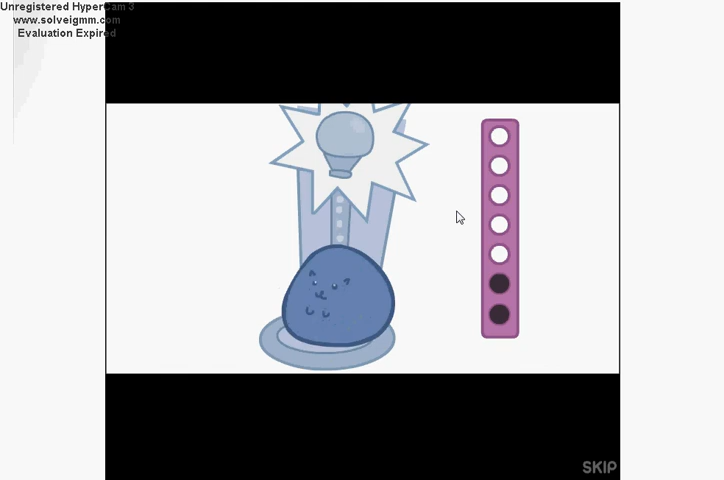 Unregistered HyperCam 3
www.solveigmm.com
Evaluation Expired
SKIP